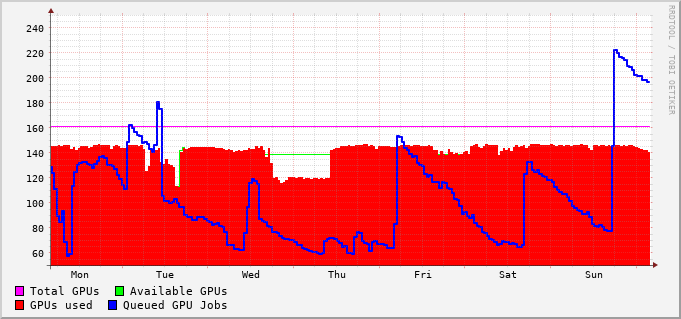 RRDTOOL / TOBI OETIKER
240
220
200
180
160
140
120
100
80
60
Mon Tue Wed Thu Fri Sat Sun
Total GPUs Available GPUs
GPUs used Queued GPU Jobs